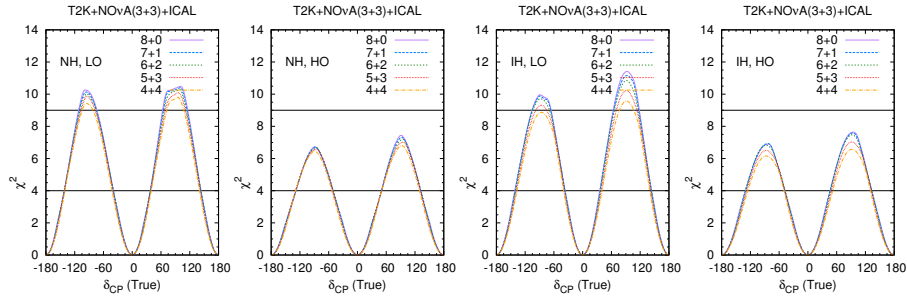 T2K+NOνA(3+3)+ICAL
14
12
10
8
6
4
2
0
χ²
NH, LO
8+0
7+1
6+2
5+3
4+4
-180 -120 -60 0 60 120 180
δCP (True)
T2K+NOνA(3+3)+ICAL
14
12
10
8
6
4
2
0
χ²
NH, HO
8+0
7+1
6+2
5+3
4+4
-180 -120 -60 0 60 120 180
δCP (True)
T2K+NOνA(3+3)+ICAL
14
12
10
8
6
4
2
0
χ²
IH, LO
8+0
7+1
6+2
5+3
4+4
-180 -120 -60 0 60 120 180
δCP (True)
T2K+NOνA(3+3)+ICAL
14
12
10
8
6
4
2
0
χ²
IH, HO
8+0
7+1
6+2
5+3
4+4
-180 -120 -60 0 60 120 180
δCP (True)